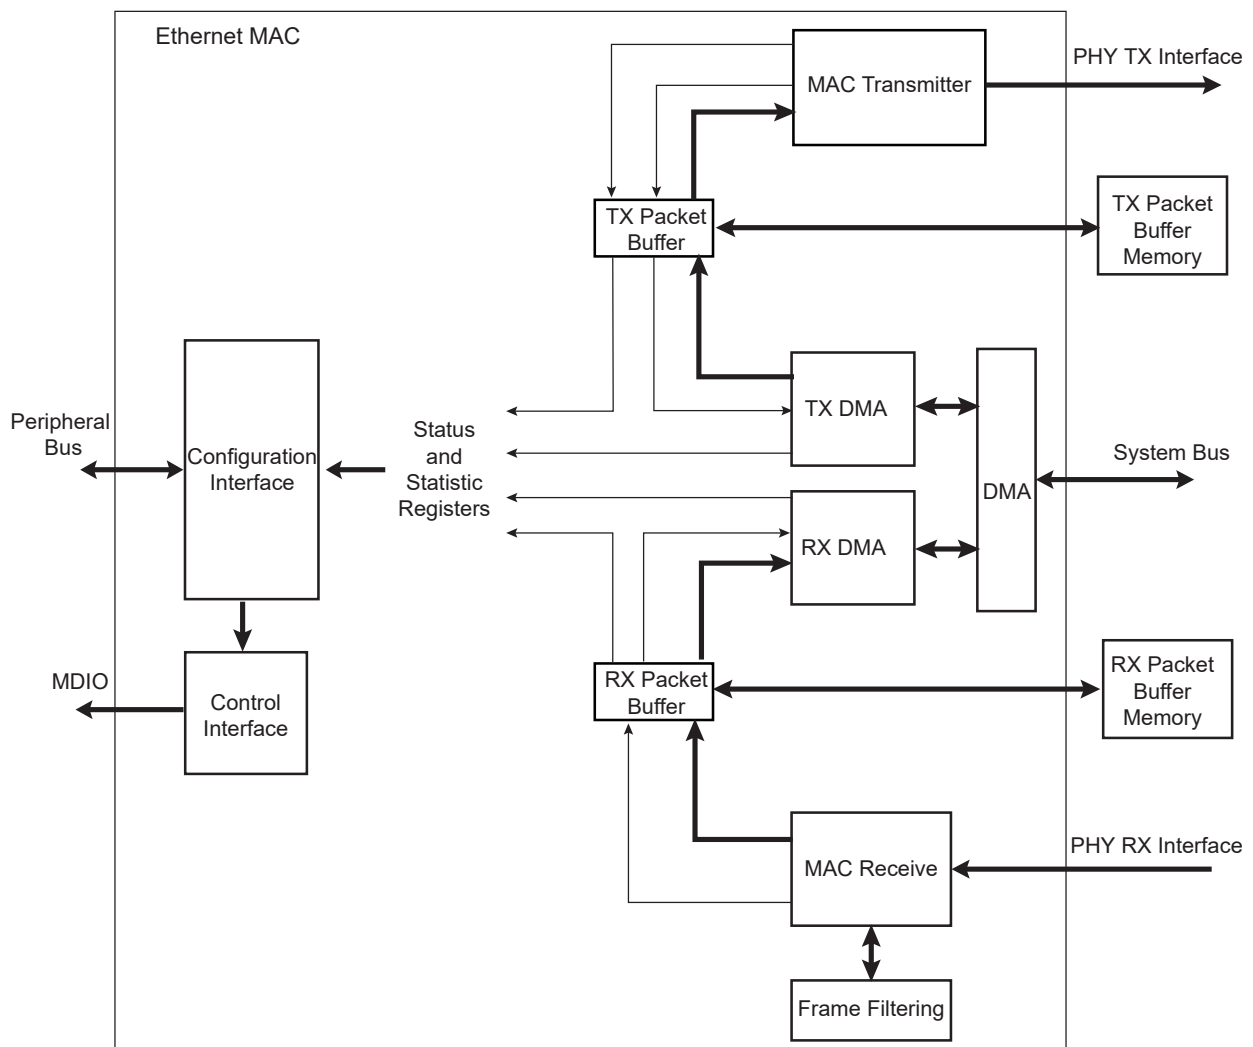 Ethernet MAC
PHY TX Interface
MAC Transmitter
TX Packet
Buffer
TX Packet
Buffer
Memory
Peripheral
Bus
Configuration
Interface
Status
and
Statistic
Registers
TX DMA
RX DMA
DMA
System Bus
MDIO
Control
Interface
RX Packet
Buffer
RX Packet
Buffer
Memory
MAC Receive
PHY RX Interface
Frame Filtering